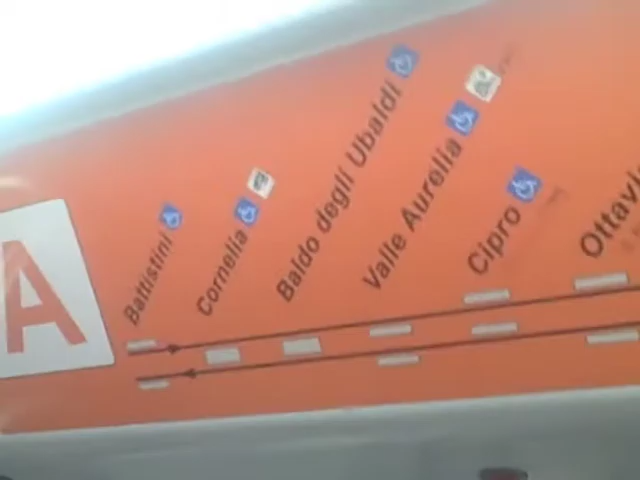 A
Battistini
Cornelia
Baldo degli Ubaldi
Valle Aurelia
Cipro